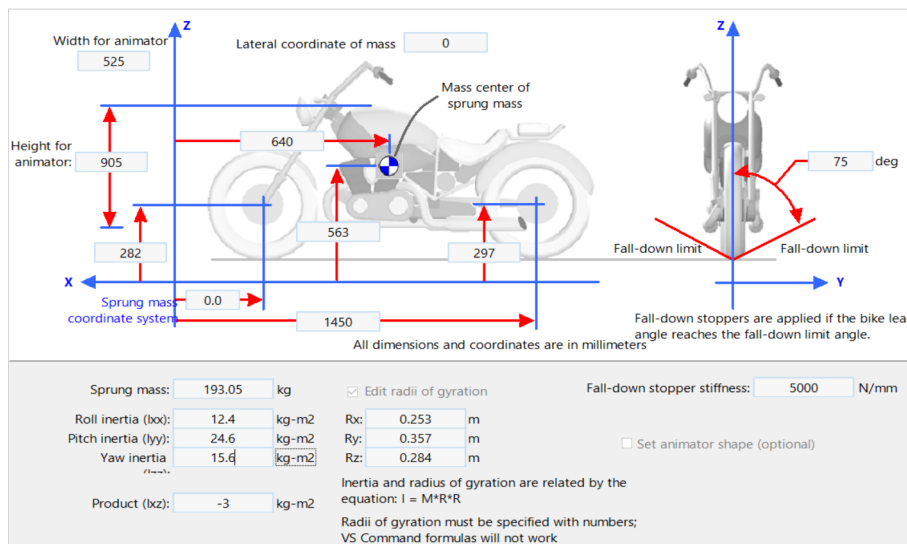 Z
Z
Width for animator
525
Lateral coordinate of mass
0
Mass center of
sprung mass
640
Height for
animator:
905
75
deg
282
563
297
Fall-down limit
Fall-down limit
X
Y
Sprung mass
coordinate system
0.0
1450
All dimensions and coordinates are in millimeters
Fall-down stoppers are applied if the bike lea
angle reaches the fall-down limit angle.
Sprung mass: 193.05 kg
Edit radii of gyration
Fall-down stopper stiffness: 5000 N/mm
Roll inertia (Ixx): 12.4 kg-m2
Rx: 0.253 m
Pitch inertia (Iyy): 24.6 kg-m2
Ry: 0.357 m
Set animator shape (optional)
Yaw inertia 15.6 kg-m2
Rz: 0.284 m
Inertia and radius of gyration are related by the
equation: I = M*R*R
Product (Ixz): -3 kg-m2
Radii of gyration must be specified with numbers;
VS Command formulas will not work